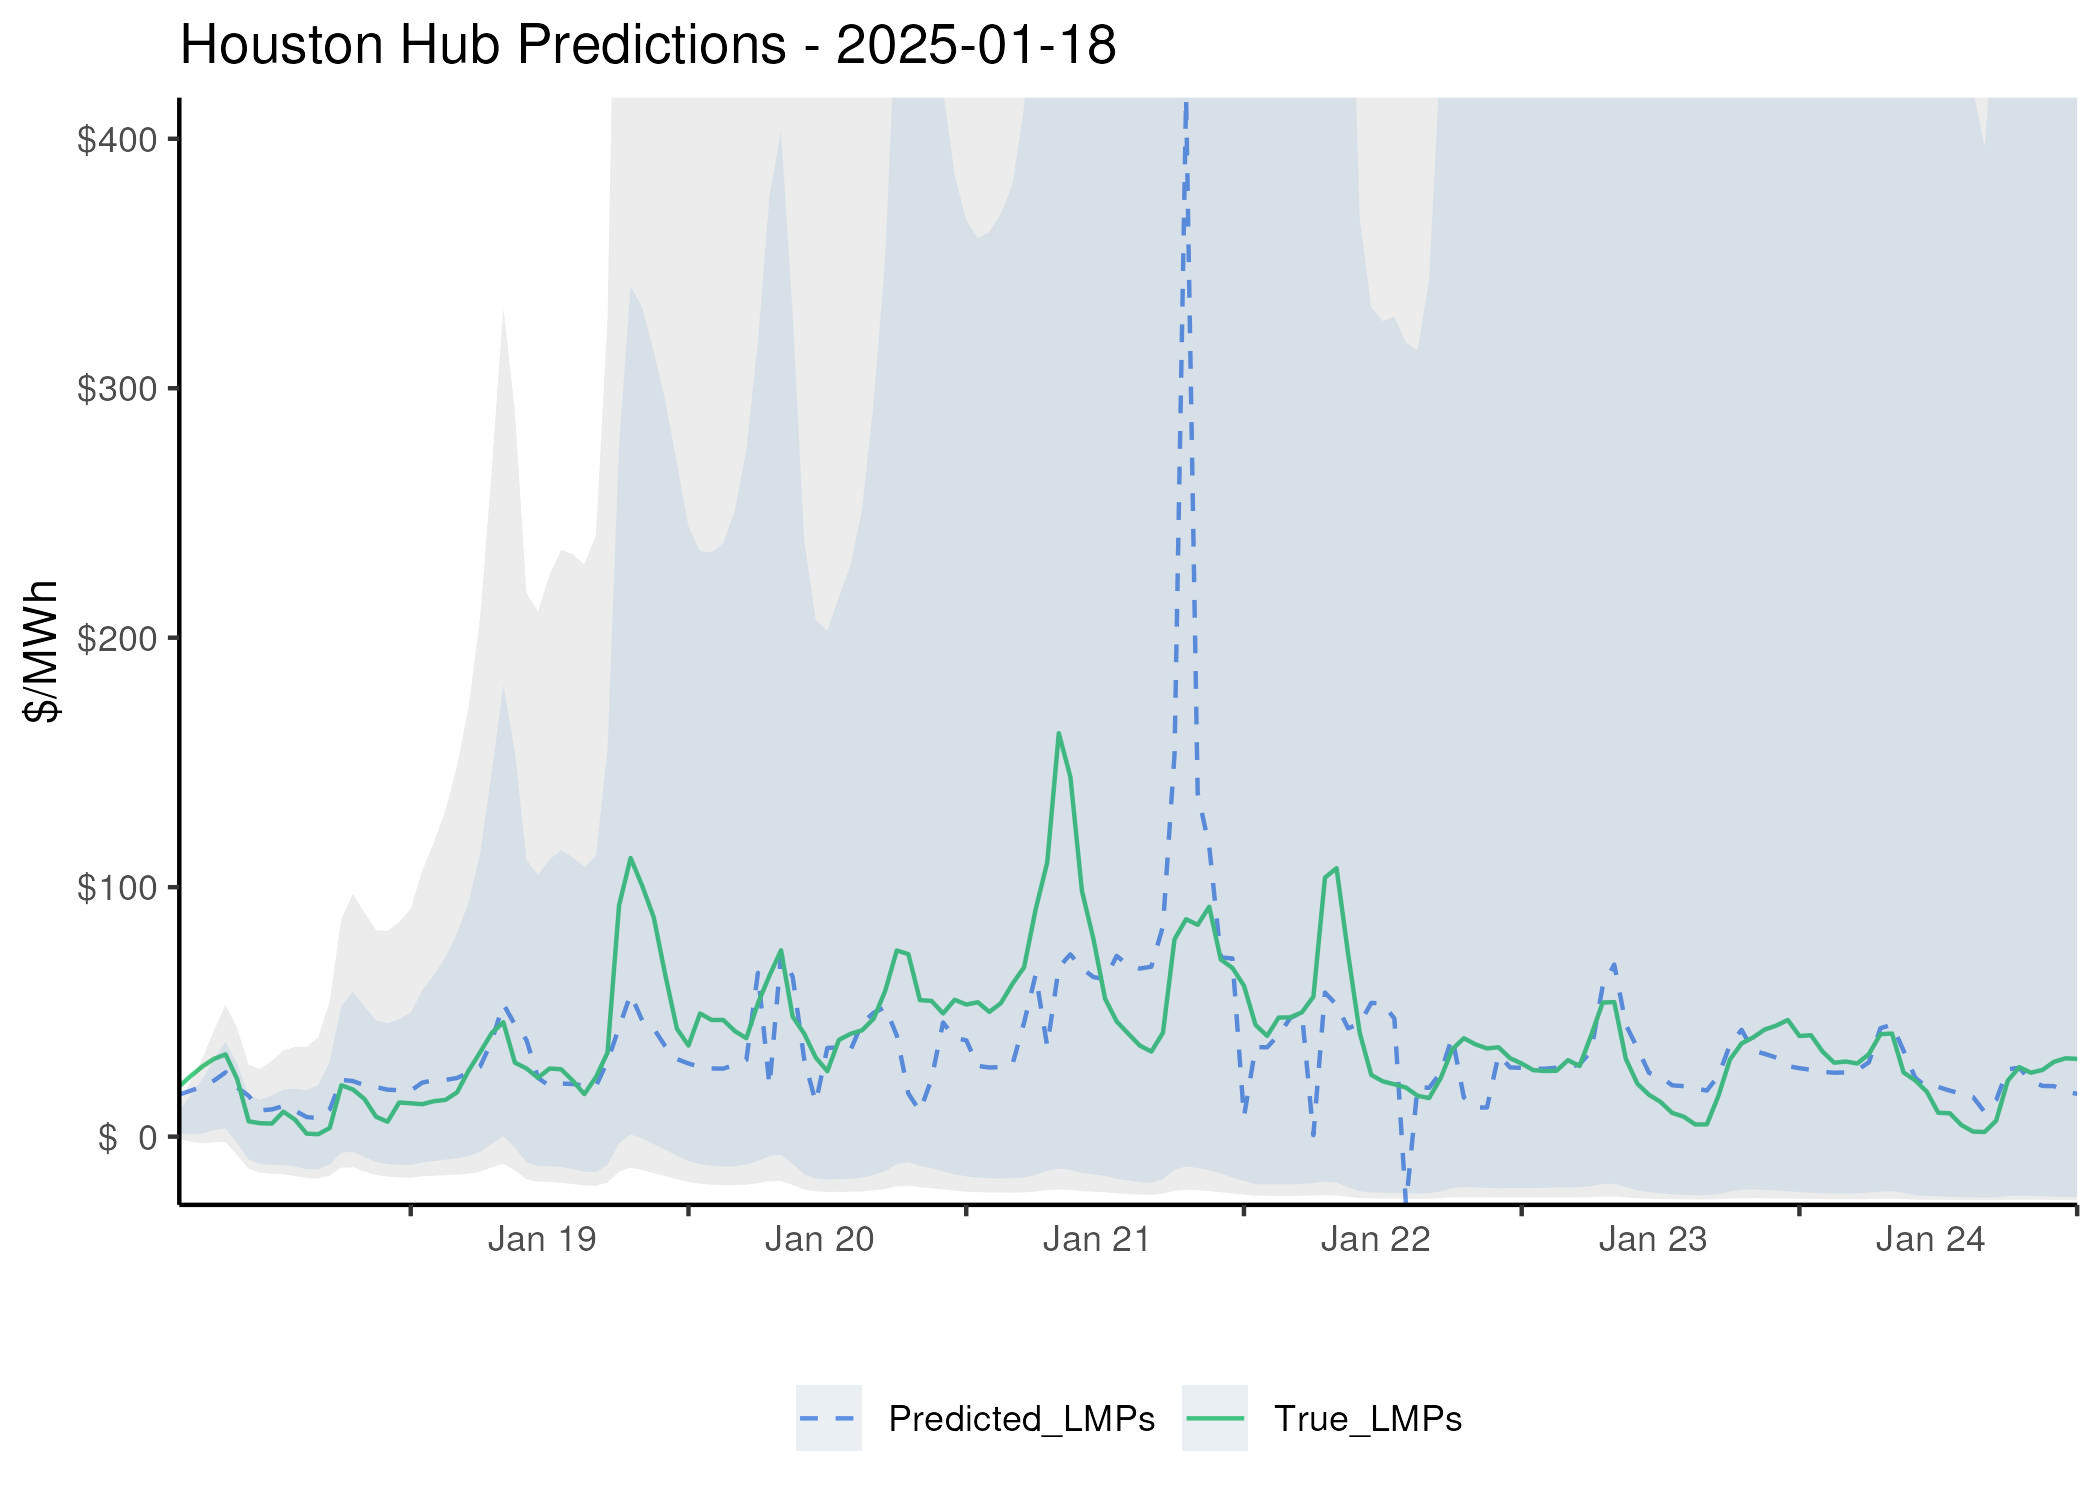 Houston Hub Predictions - 2025-01-18
$/MWh
$400
$300
$200
$100
$  0
Jan 19 Jan 20 Jan 21 Jan 22 Jan 23 Jan 24
Predicted_LMPs True_LMPs